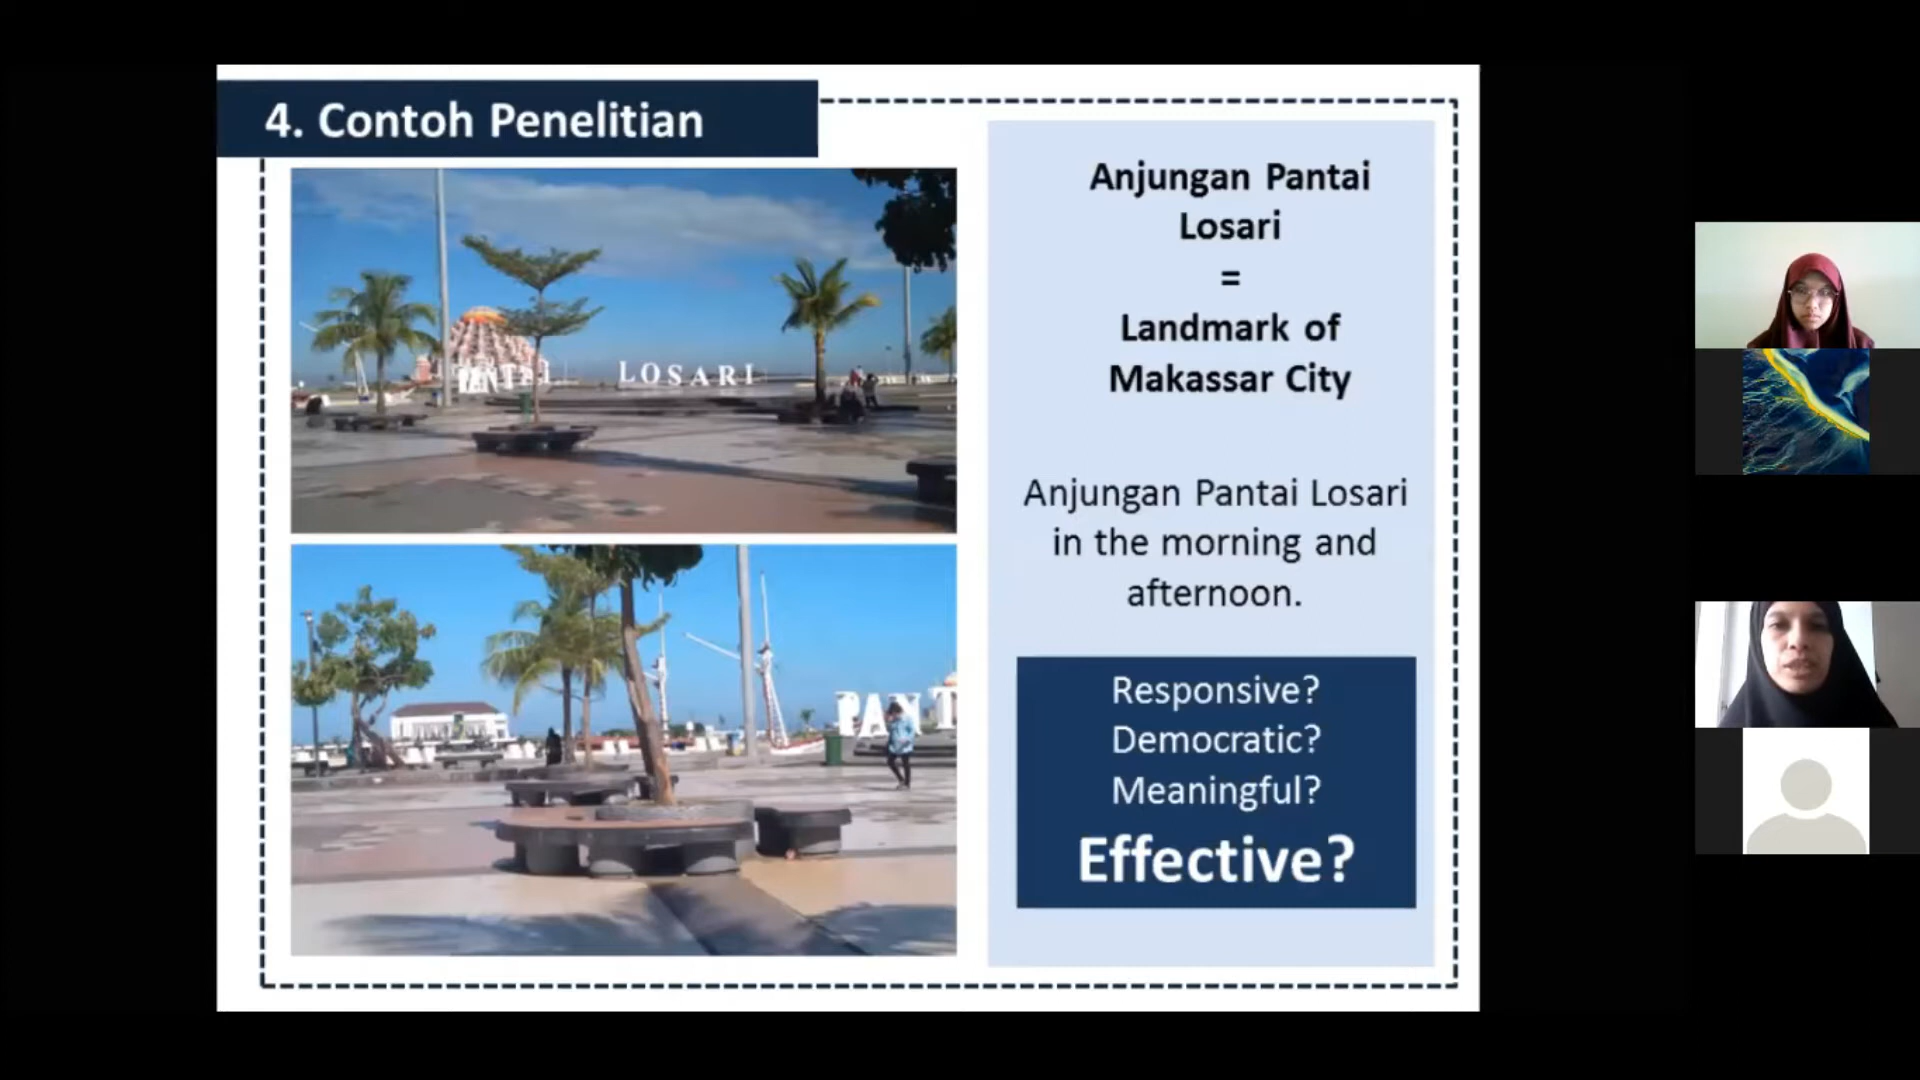 4. Contoh Penelitian
PANTAI LOSARI
PANT
Anjungan Pantai
Losari
=
Landmark of
Makassar City
Anjungan Pantai Losari
in the morning and
afternoon.
Responsive?
Democratic?
Meaningful?
Effective?